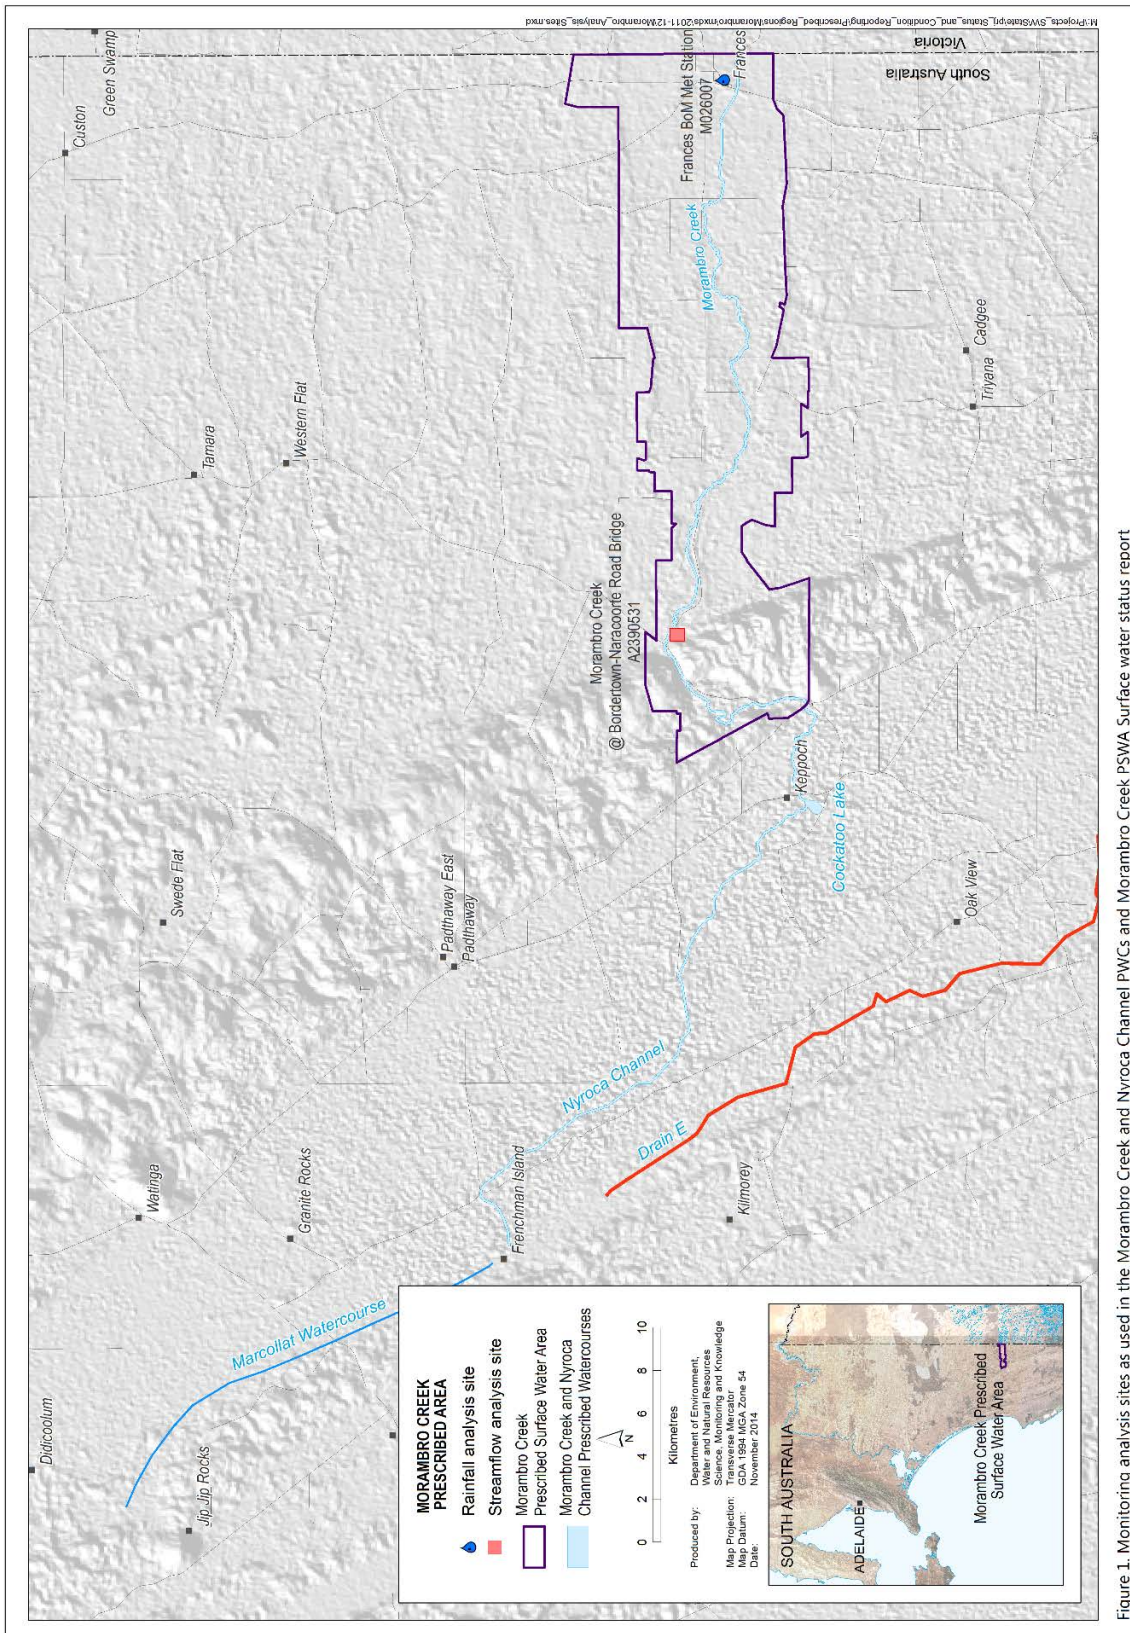 M:\Projects_SW\State\prj_Status_and_Condition_Reporting\Prescribed_Regions\Morambro\mxds\2011-12\Morambro_Analysis_Sites.mxd
Didicoolum
Jip Jip Rocks
Marcollat Watercourse
Watinga
Granite Rocks
Frenchman Island
Swede Flat
Padthaway East
Padthaway
Tamara
Western Flat
Custon
Green Swamp
Victoria
South Australia
Nyroca Channel
Drain E
Kilmorey
Oak View
Keppoch
Cockatoo Lake
Morambro Creek
@ Bordertown-Naracoorte Road Bridge
A2390531
Morambro Creek
Frances BoM Met Station
M026007
Frances
Cadgee
Triyana
MORAMBRO CREEK
PRESCRIBED AREA
Rainfall analysis site
Streamflow analysis site
Morambro Creek
Prescribed Surface Water Area
Morambro Creek and Nyroca
Channel Prescribed Watercourses
N
0 2 4 6 8 10
Kilometres
Produced by: Department of Environment,
Water and Natural Resources
Science, Monitoring and Knowledge
Map Projection: Transverse Mercator
Map Datum: GDA 1994 MGA Zone 54
Date: November 2014
SOUTH AUSTRALIA
ADELAIDE
Morambro Creek Prescribed
Surface Water Area
Figure 1. Monitoring analysis sites as used in the Morambro Creek and Nyroca Channel PWCs and Morambro Creek PSWA Surface water status report